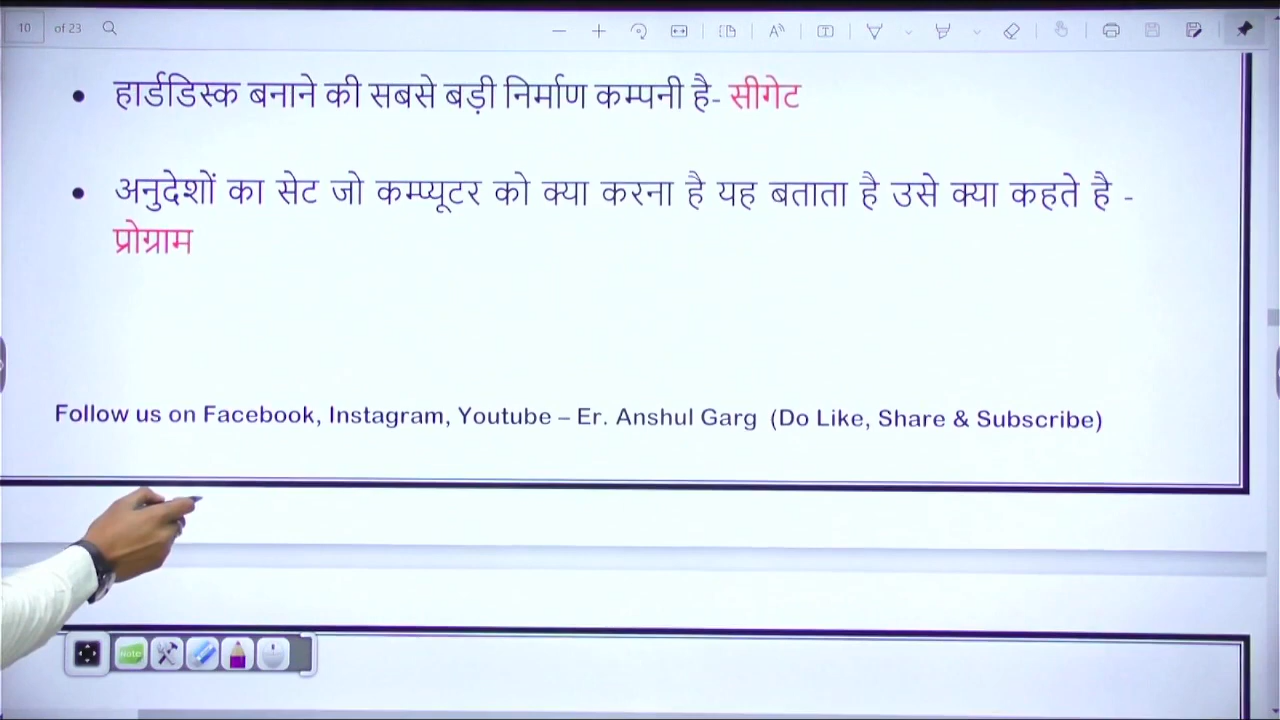 10 of 23
• हार्डडिस्क बनाने की सबसे बड़ी निर्माण कम्पनी है- सीगेट
• अनुदेशों का सेट जो कम्प्यूटर को क्या करना है यह बताता है उसे क्या कहते है -
प्रोग्राम
Follow us on Facebook, Instagram, Youtube – Er. Anshul Garg (Do Like, Share & Subscribe)
Note